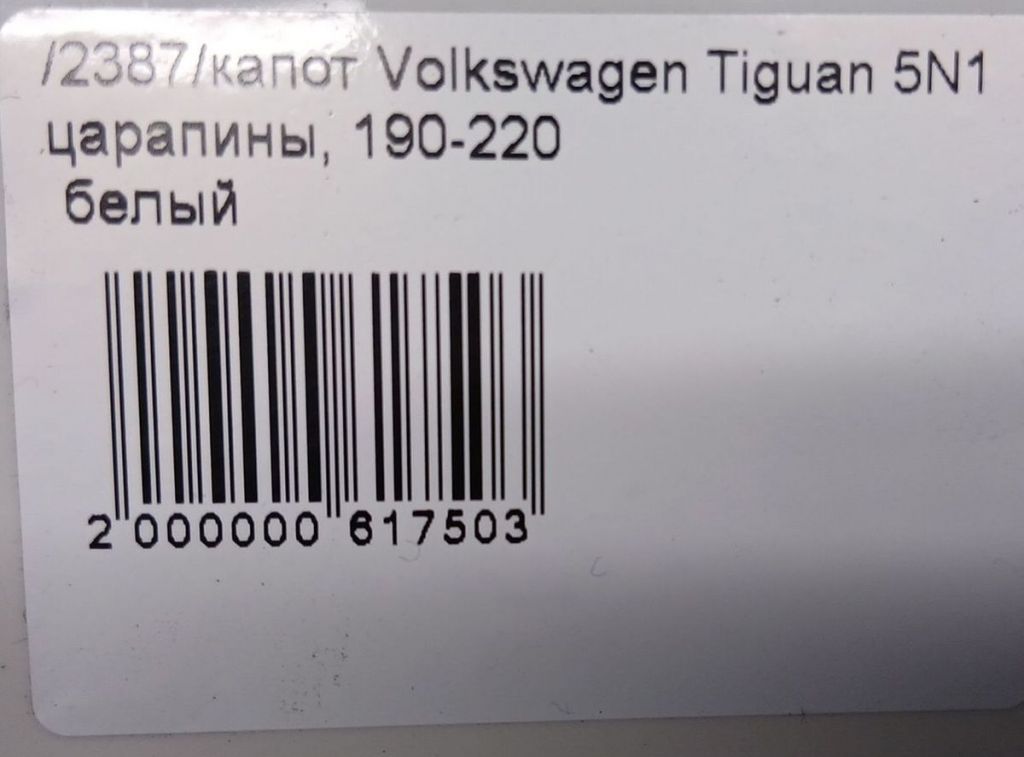 /2387/капот Volkswagen Tiguan 5N1
царапины, 190-220
белый
2 000000 617503